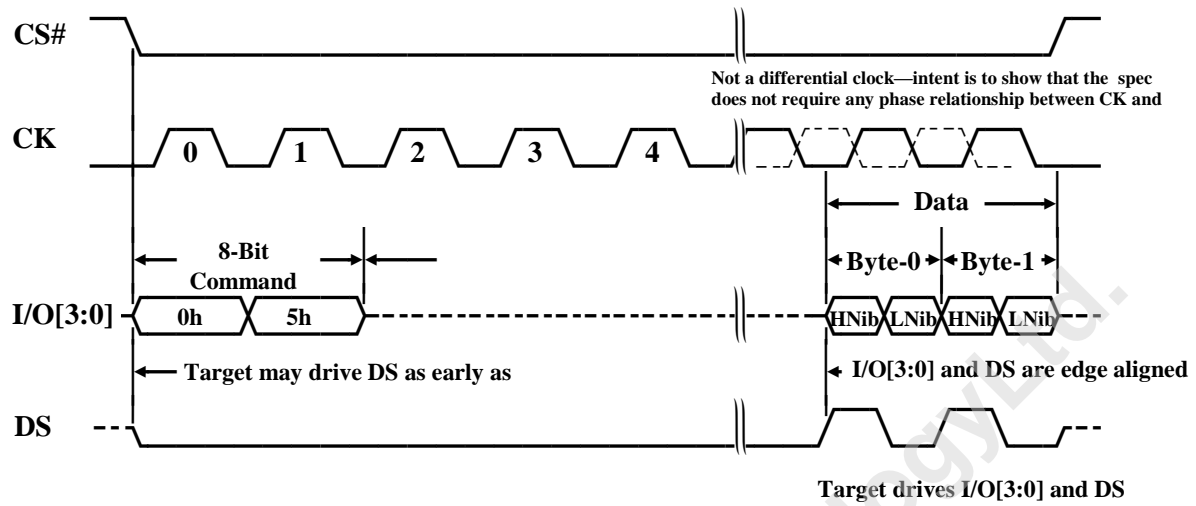 CS#
Not a differential clock—intent is to show that the spec
does not require any phase relationship between CK and
CK
0 1 2 3 4
Data
8-Bit
Command
Byte-0 Byte-1
I/O[3:0]
0h 5h
HNib LNib HNib LNib
Target may drive DS as early as
I/O[3:0] and DS are edge aligned
DS
Target drives I/O[3:0] and DS